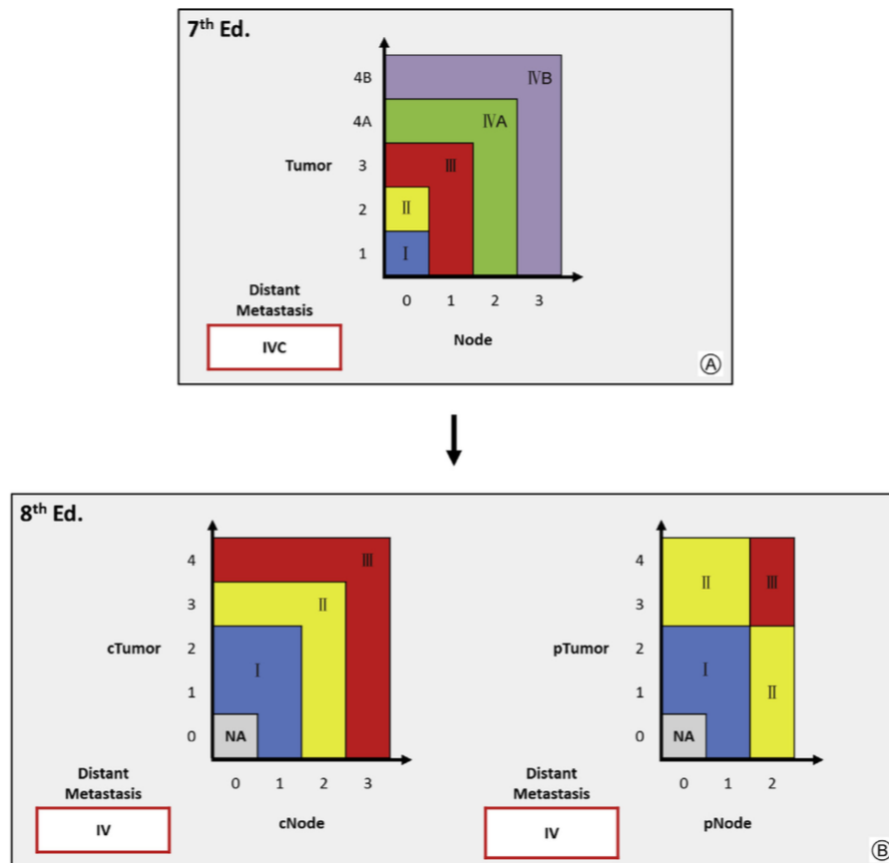 7th Ed.
4B
ⅣB
4A
ⅣA
Tumor
3
Ⅲ
2
Ⅱ
1
Ⅰ
Distant
Metastasis
0 1 2 3
IVC
Node
Ⓐ
8th Ed.
4
Ⅲ
3
Ⅱ
cTumor
2
Ⅰ
1
0
NA
Distant
Metastasis
0 1 2 3
IV
cNode
4
Ⅱ
Ⅲ
3
pTumor
2
Ⅰ
Ⅱ
1
0
NA
Distant
Metastasis
0 1 2
IV
pNode
Ⓑ